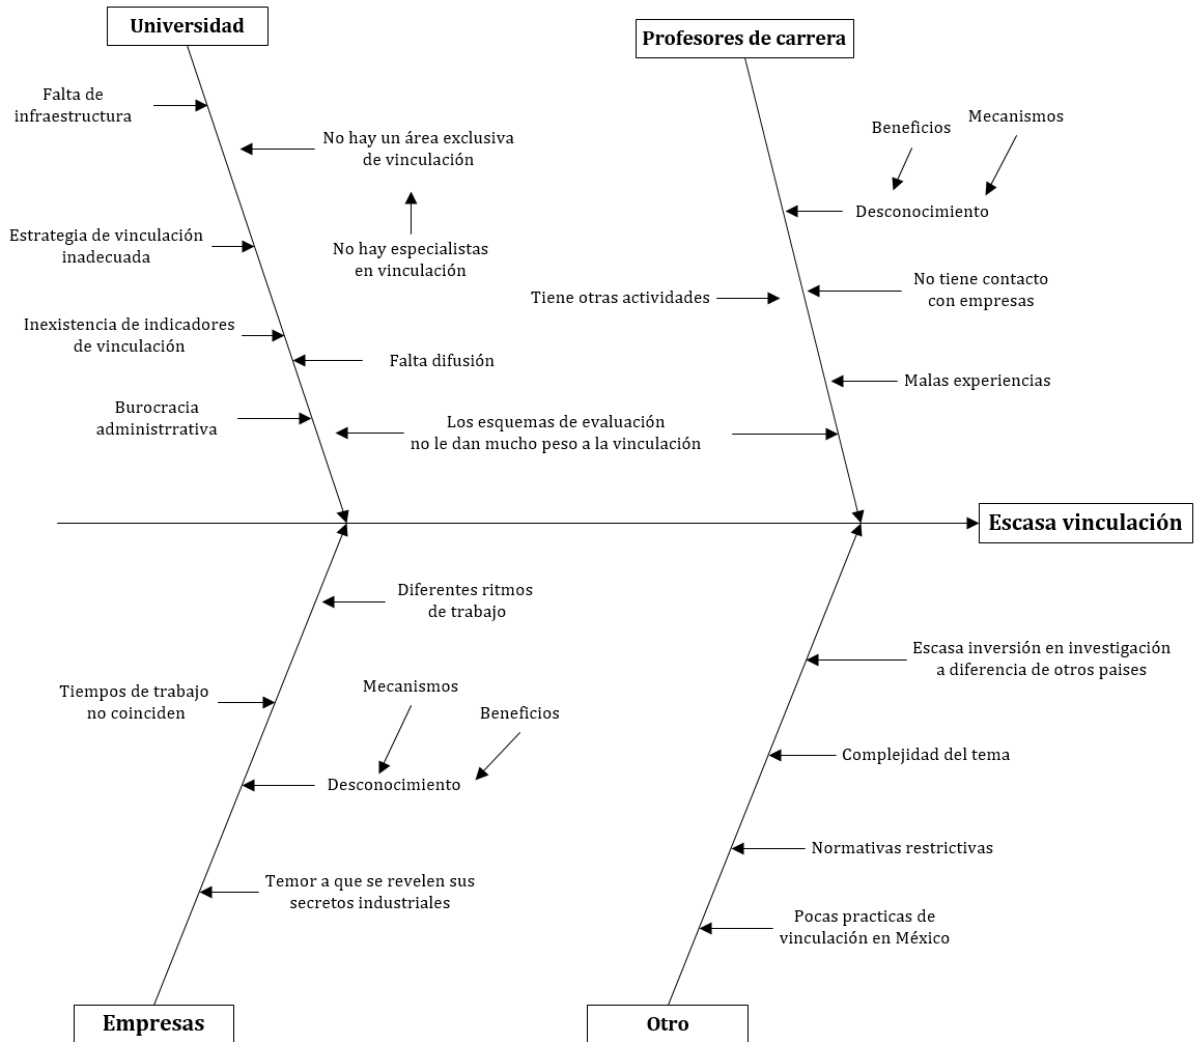 Universidad
Profesores de carrera
Falta de
infraestructura
No hay un área exclusiva
de vinculación
Beneficios
Mecanismos
Desconocimiento
Estrategia de vinculación
inadecuada
No hay especialistas
en vinculación
Tiene otras actividades
No tiene contacto
con empresas
Inexistencia de indicadores
de vinculación
Falta difusión
Malas experiencias
Burocracia
administrrativa
Los esquemas de evaluación
no le dan mucho peso a la vinculación
Escasa vinculación
Diferentes ritmos
de trabajo
Escasa inversión en investigación
a diferencia de otros paises
Tiempos de trabajo
no coinciden
Mecanismos
Beneficios
Desconocimiento
Complejidad del tema
Normativas restrictivas
Temor a que se revelen sus
secretos industriales
Pocas practicas de
vinculación en México
Empresas
Otro